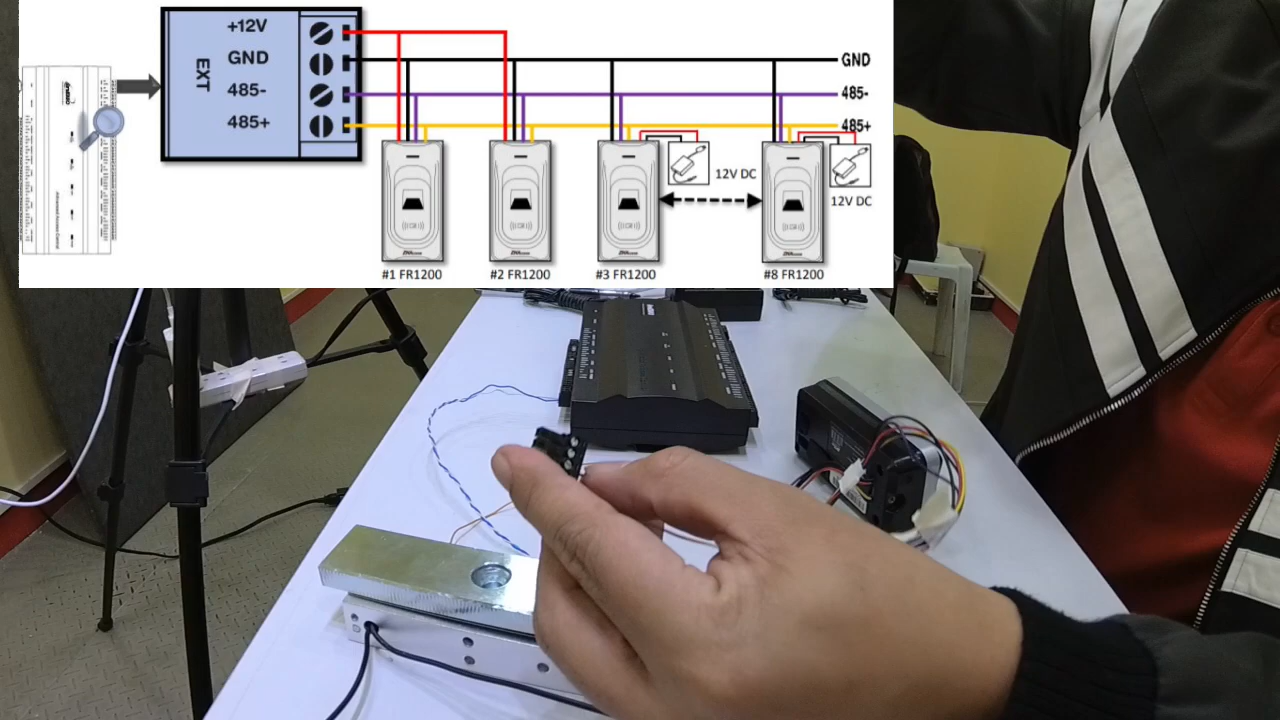 +12V
GND
485-
485+
EXT
GND
485-
485+
12V DC
12V DC
#1 FR1200
#2 FR1200
#3 FR1200
#8 FR1200